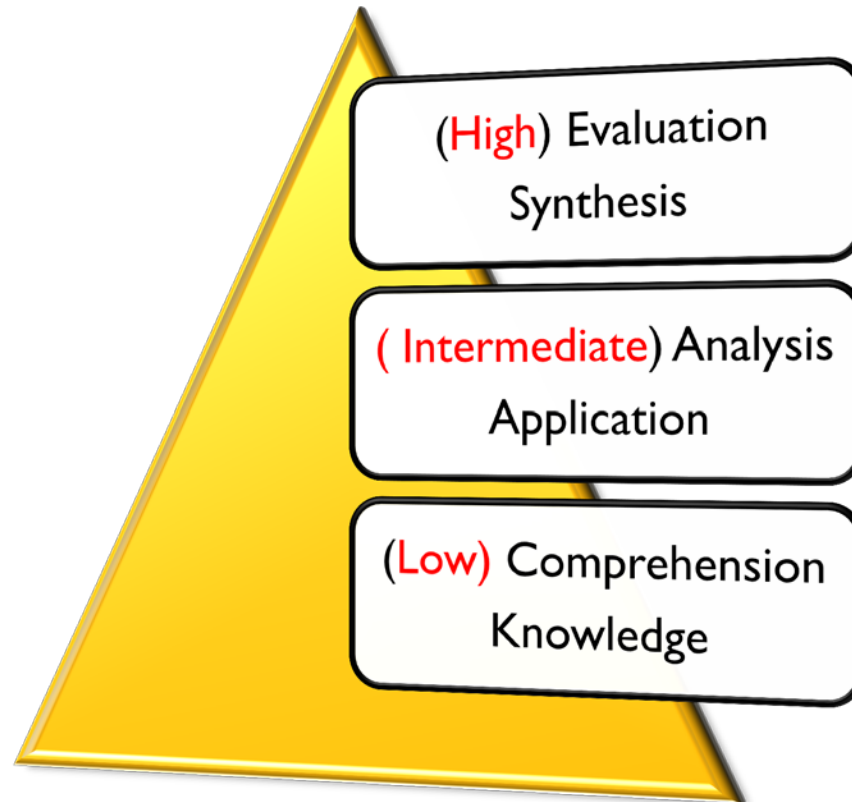 (High) Evaluation
Synthesis
( Intermediate) Analysis
Application
(Low) Comprehension
Knowledge